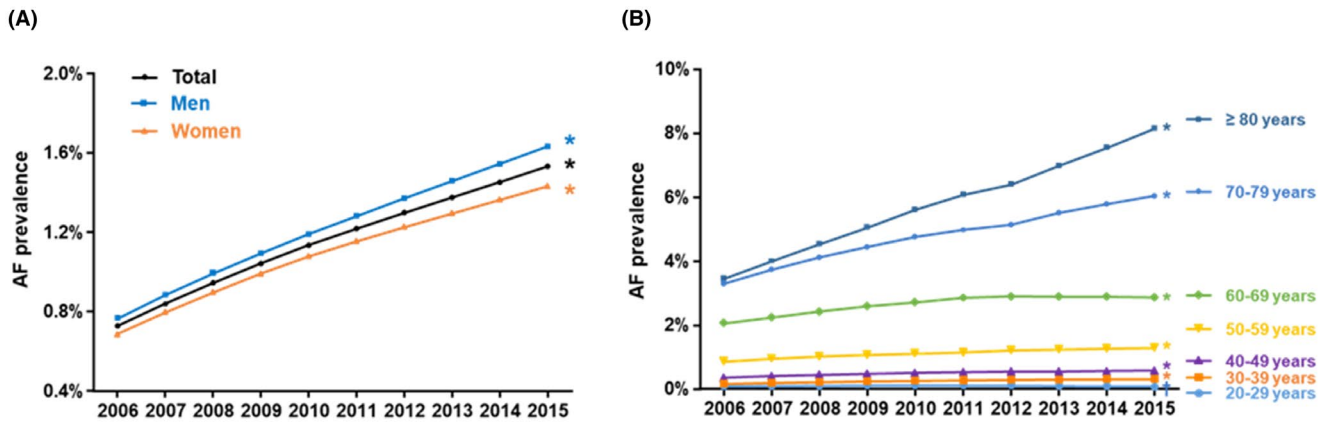 (A)
AF prevalence
2.0%
1.6%
1.2%
0.8%
0.4%
Total
Men
Women
*
*
*
2006 2007 2008 2009 2010 2011 2012 2013 2014 2015
(B)
AF prevalence
10%
8%
6%
4%
2%
0%
* ≥ 80 years
* 70-79 years
* 60-69 years
* 50-59 years
* 40-49 years
* 30-39 years
† 20-29 years
2006 2007 2008 2009 2010 2011 2012 2013 2014 2015